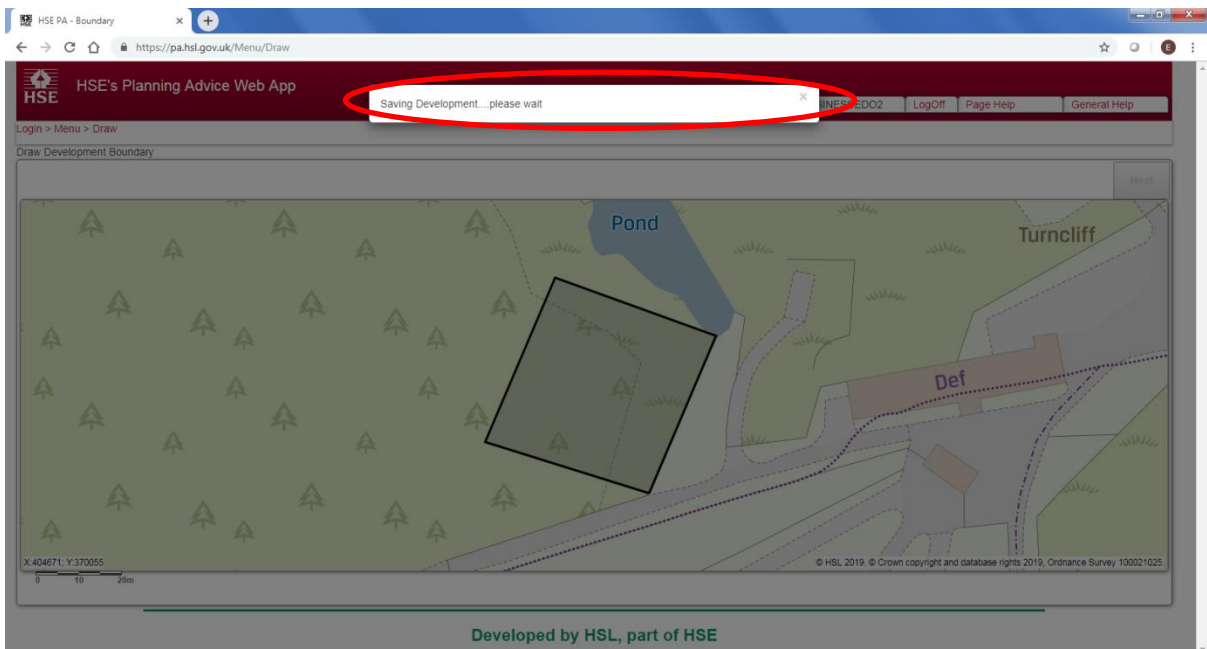 HSE PA - Boundary
https://pa.hsl.gov.uk/Menu/Draw
E
HSE
HSE's Planning Advice Web App
Saving Development....please wait
LogOff
Page Help
General Help
Login > Menu > Draw
Draw Development Boundary
Next
Pond
Turncliff
Def
X:404671; Y:370055
© HSL 2019. © Crown copyright and database rights 2019, Ordnance Survey 100021025.
0 10 20m
Developed by HSL, part of HSE